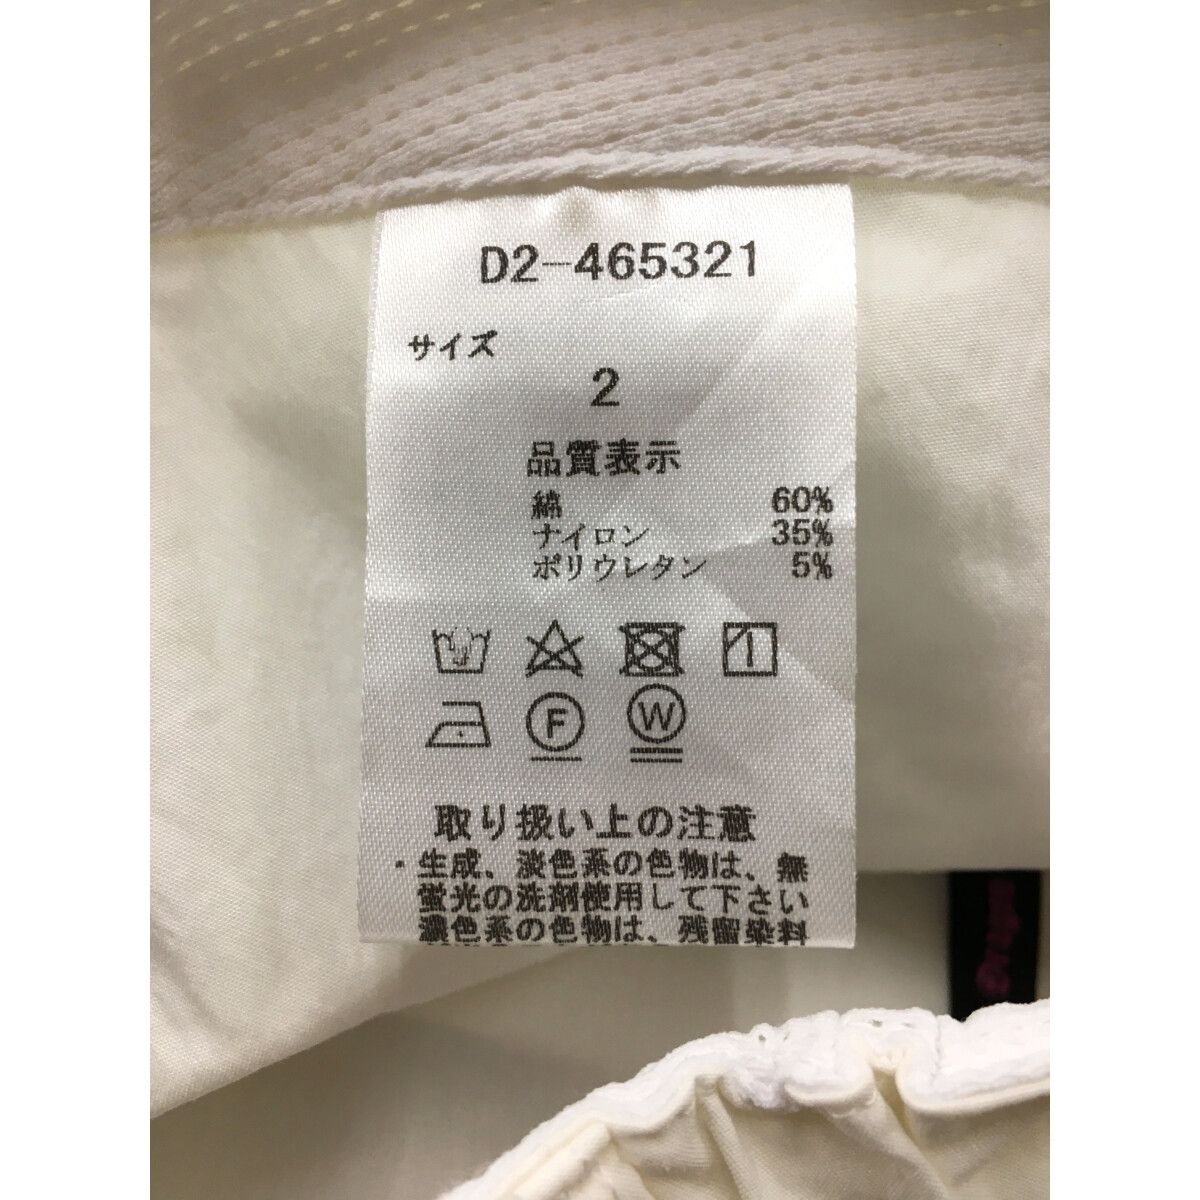 D2-465321
サイズ
2
品質表示
綿 60%
ナイロン 35%
ポリウレタン 5%
F W
取り扱い上の注意
・生成、淡色系の色物は、無
蛍光の洗剤使用して下さい
濃色系の色物は、残留染料